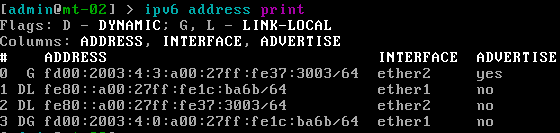 [admin@mt-02] > ipv6 address print
Flags: D - DYNAMIC; G, L - LINK-LOCAL
Columns: ADDRESS, INTERFACE, ADVERTISE
#    ADDRESS                                  INTERFACE  ADVERTISE
0  G fd00:2003:4:3:a00:27ff:fe37:3003/64  ether2  yes
1 DL fe80::a00:27ff:fe1c:ba6b/64  ether1  no
2 DL fe80::a00:27ff:fe37:3003/64  ether2  no
3 DG fd00:2003:4:0:a00:27ff:fe1c:ba6b/64  ether1  no